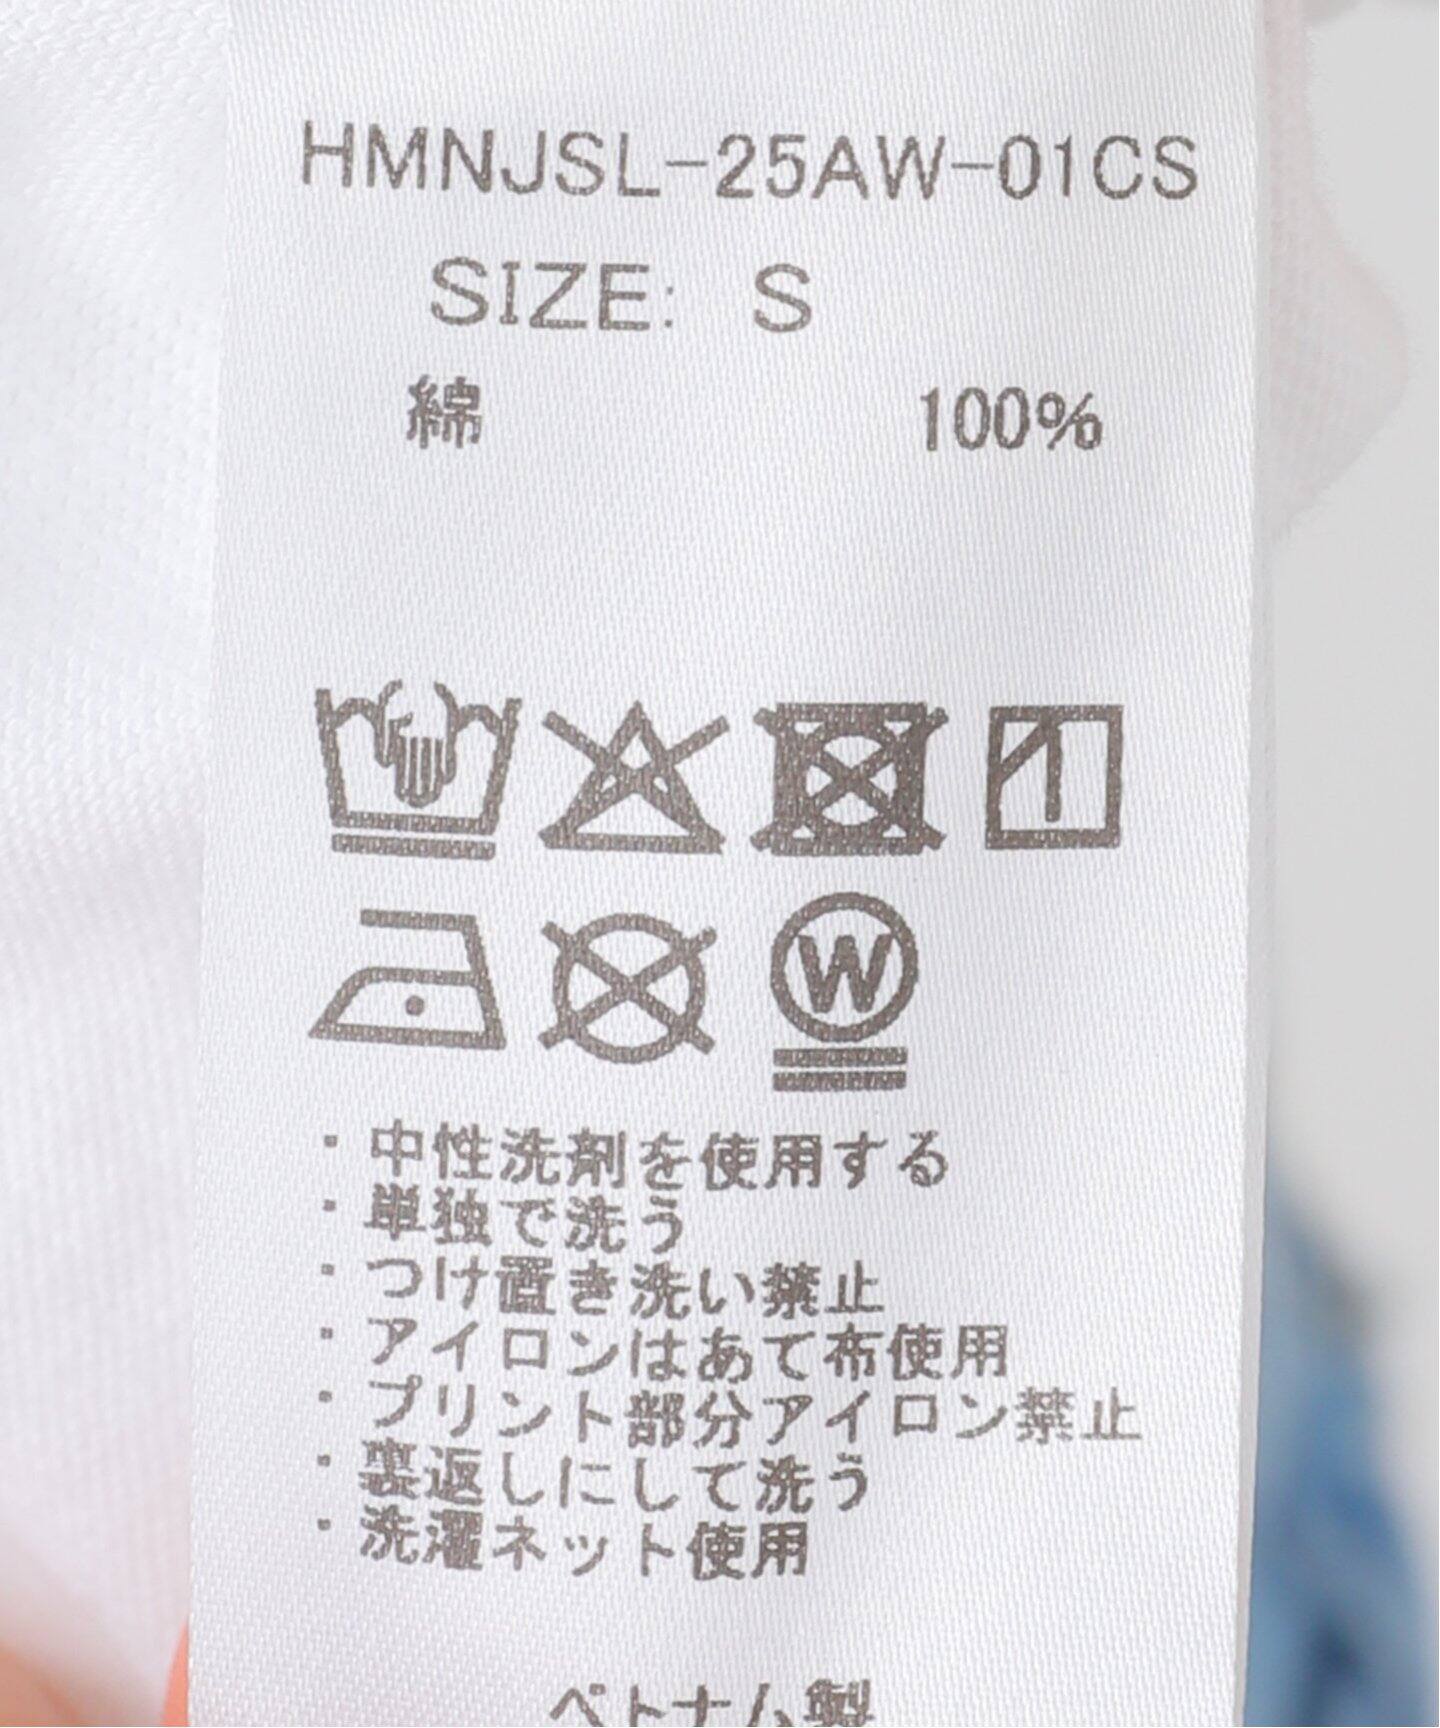 HMNJSL-25AW-01CS
SIZE: S
綿 100%
W
・中性洗剤を使用する
・単独で洗う
・つけ置き洗い禁止
・アイロンはあて布使用
・プリント部分アイロン禁止
・裏返しにして洗う
・洗濯ネット使用
ベトナム製